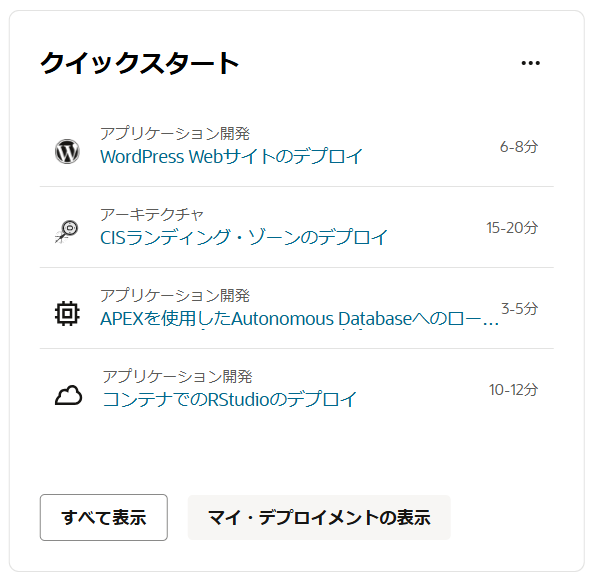 クイックスタート
アプリケーション開発
WordPress Webサイトのデプロイ
6-8分
アーキテクチャ
CISランディング・ゾーンのデプロイ
15-20分
アプリケーション開発
APEXを使用したAutonomous Databaseへのロー...
3-5分
アプリケーション開発
コンテナでのRStudioのデプロイ
10-12分
すべて表示
マイ・デプロイメントの表示